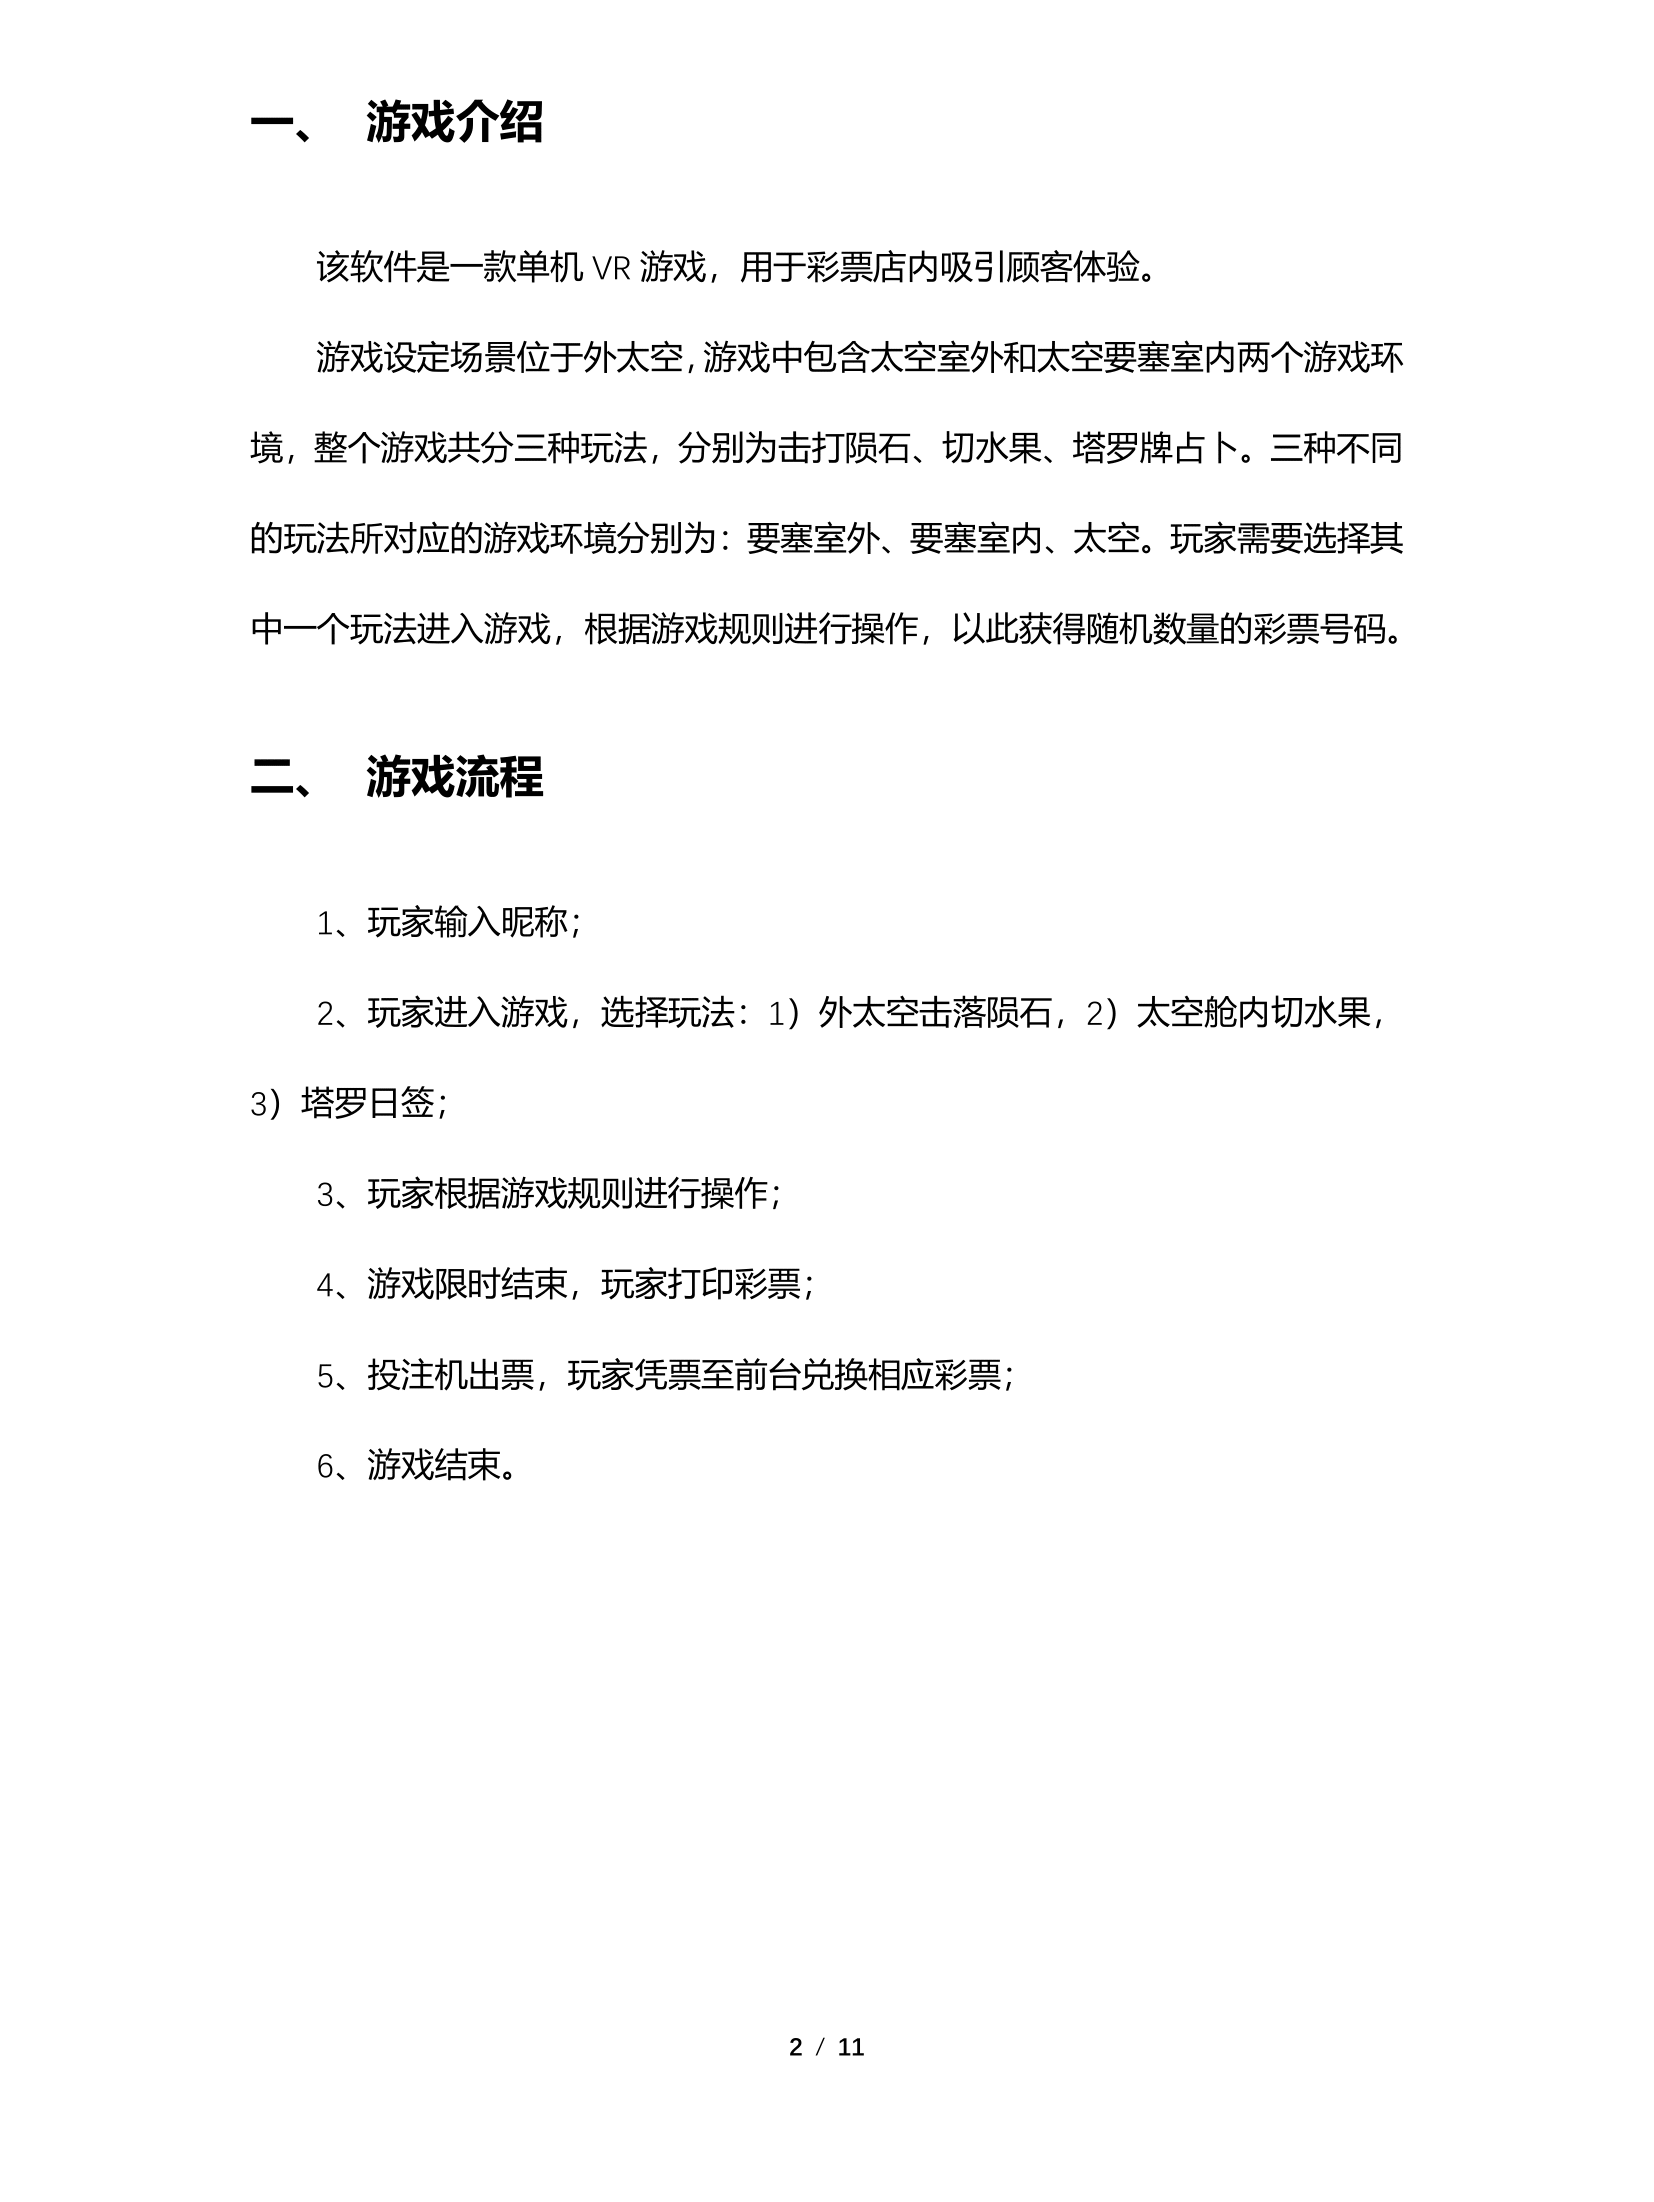 一、 游戏介绍
该软件是一款单机 VR 游戏，用于彩票店内吸引顾客体验。
游戏设定场景位于外太空，游戏中包含太空室外和太空要塞室内两个游戏环
境，整个游戏共分三种玩法，分别为击打陨石、切水果、塔罗牌占卜。三种不同
的玩法所对应的游戏环境分别为：要塞室外、要塞室内、太空。玩家需要选择其
中一个玩法进入游戏，根据游戏规则进行操作，以此获得随机数量的彩票号码。
二、 游戏流程
1、玩家输入昵称；
2、玩家进入游戏，选择玩法：1）外太空击落陨石，2）太空舱内切水果，
3）塔罗日签；
3、玩家根据游戏规则进行操作；
4、游戏限时结束，玩家打印彩票；
5、投注机出票，玩家凭票至前台兑换相应彩票；
6、游戏结束。
2 / 11